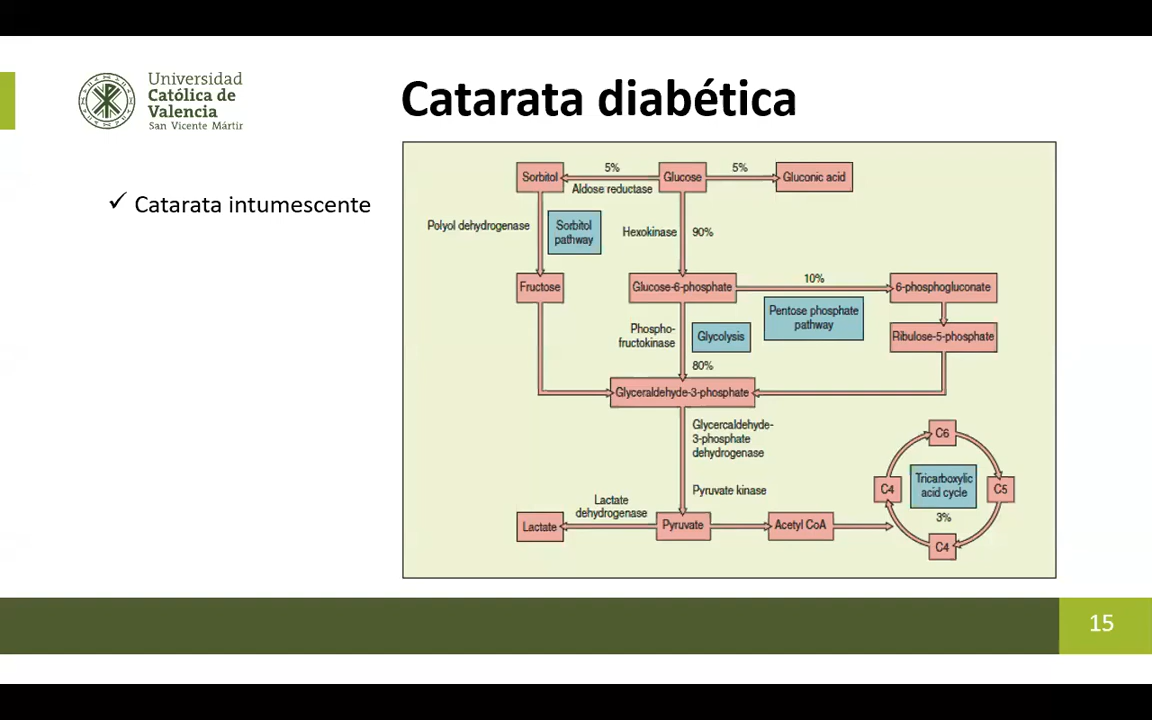 Universidad
Católica de
Valencia
San Vicente Mártir
Catarata diabética
✓ Catarata intumescente
Sorbitol
5%
Aldose reductase
Glucose
5%
Gluconic acid
Polyol dehydrogenase
Sorbitol
pathway
Hexokinase
90%
Fructose
Glucose-6-phosphate
10%
6-phosphogluconate
Pentose phosphate
pathway
Phospho-
fructokinase
Glycolysis
Ribulose-5-phosphate
80%
Glyceraldehyde-3-phosphate
Glycercaldehyde-
3-phosphate
dehydrogenase
Pyruvate kinase
C6
C4
Tricarboxylic
acid cycle
3%
C5
C4
Lactate
Lactate
dehydrogenase
Pyruvate
Acetyl CoA
15